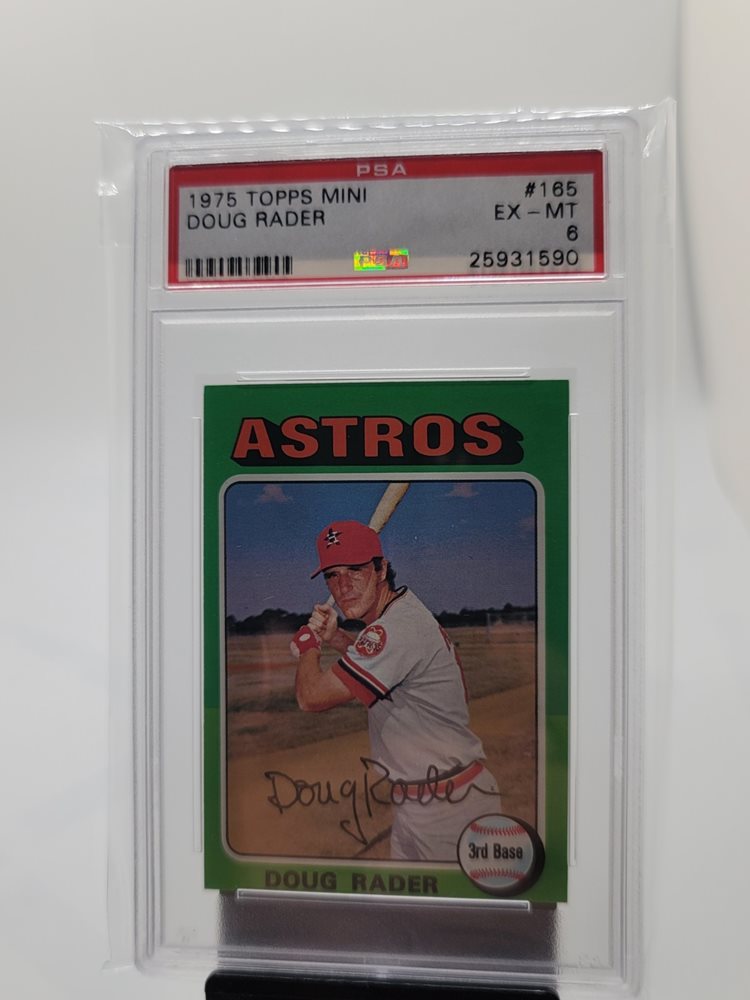 PSA
1975 TOPPS MINI #165
DOUG RADER EX - MT
6
25931590
ASTROS
Doug Rader
3rd Base
DOUG RADER